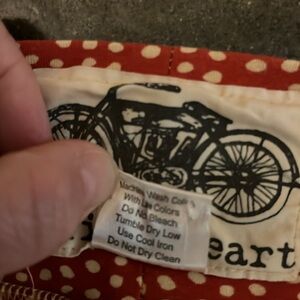 Machine Wash Cold
With Like Colors
Do Not Bleach
Tumble Dry Low
Use Cool Iron
Do Not Dry Clean
eart